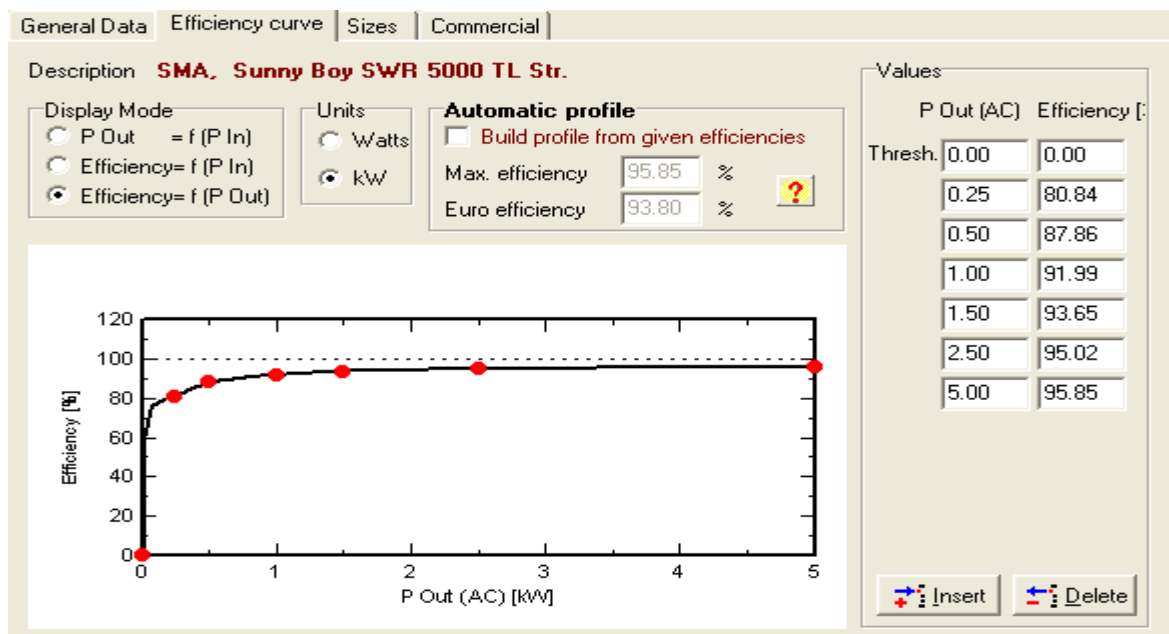 General Data Efficiency curve Sizes Commercial
Description SMA, Sunny Boy SWR 5000 TL Str.
Display Mode
P Out = f (P In)
Efficiency= f (P In)
Efficiency= f (P Out)
Units
Watts
kW
Automatic profile
Build profile from given efficiencies
Max. efficiency 95.85 %
Euro efficiency 93.80 %
?
Values
P Out (AC) Efficiency [
Thresh. 0.00 0.00
0.25 80.84
0.50 87.86
1.00 91.99
1.50 93.65
2.50 95.02
5.00 95.85
Insert Delete
Efficiency [%]
120
100
80
60
40
20
0
0 1 2 3 4 5
P Out (AC) [kW]